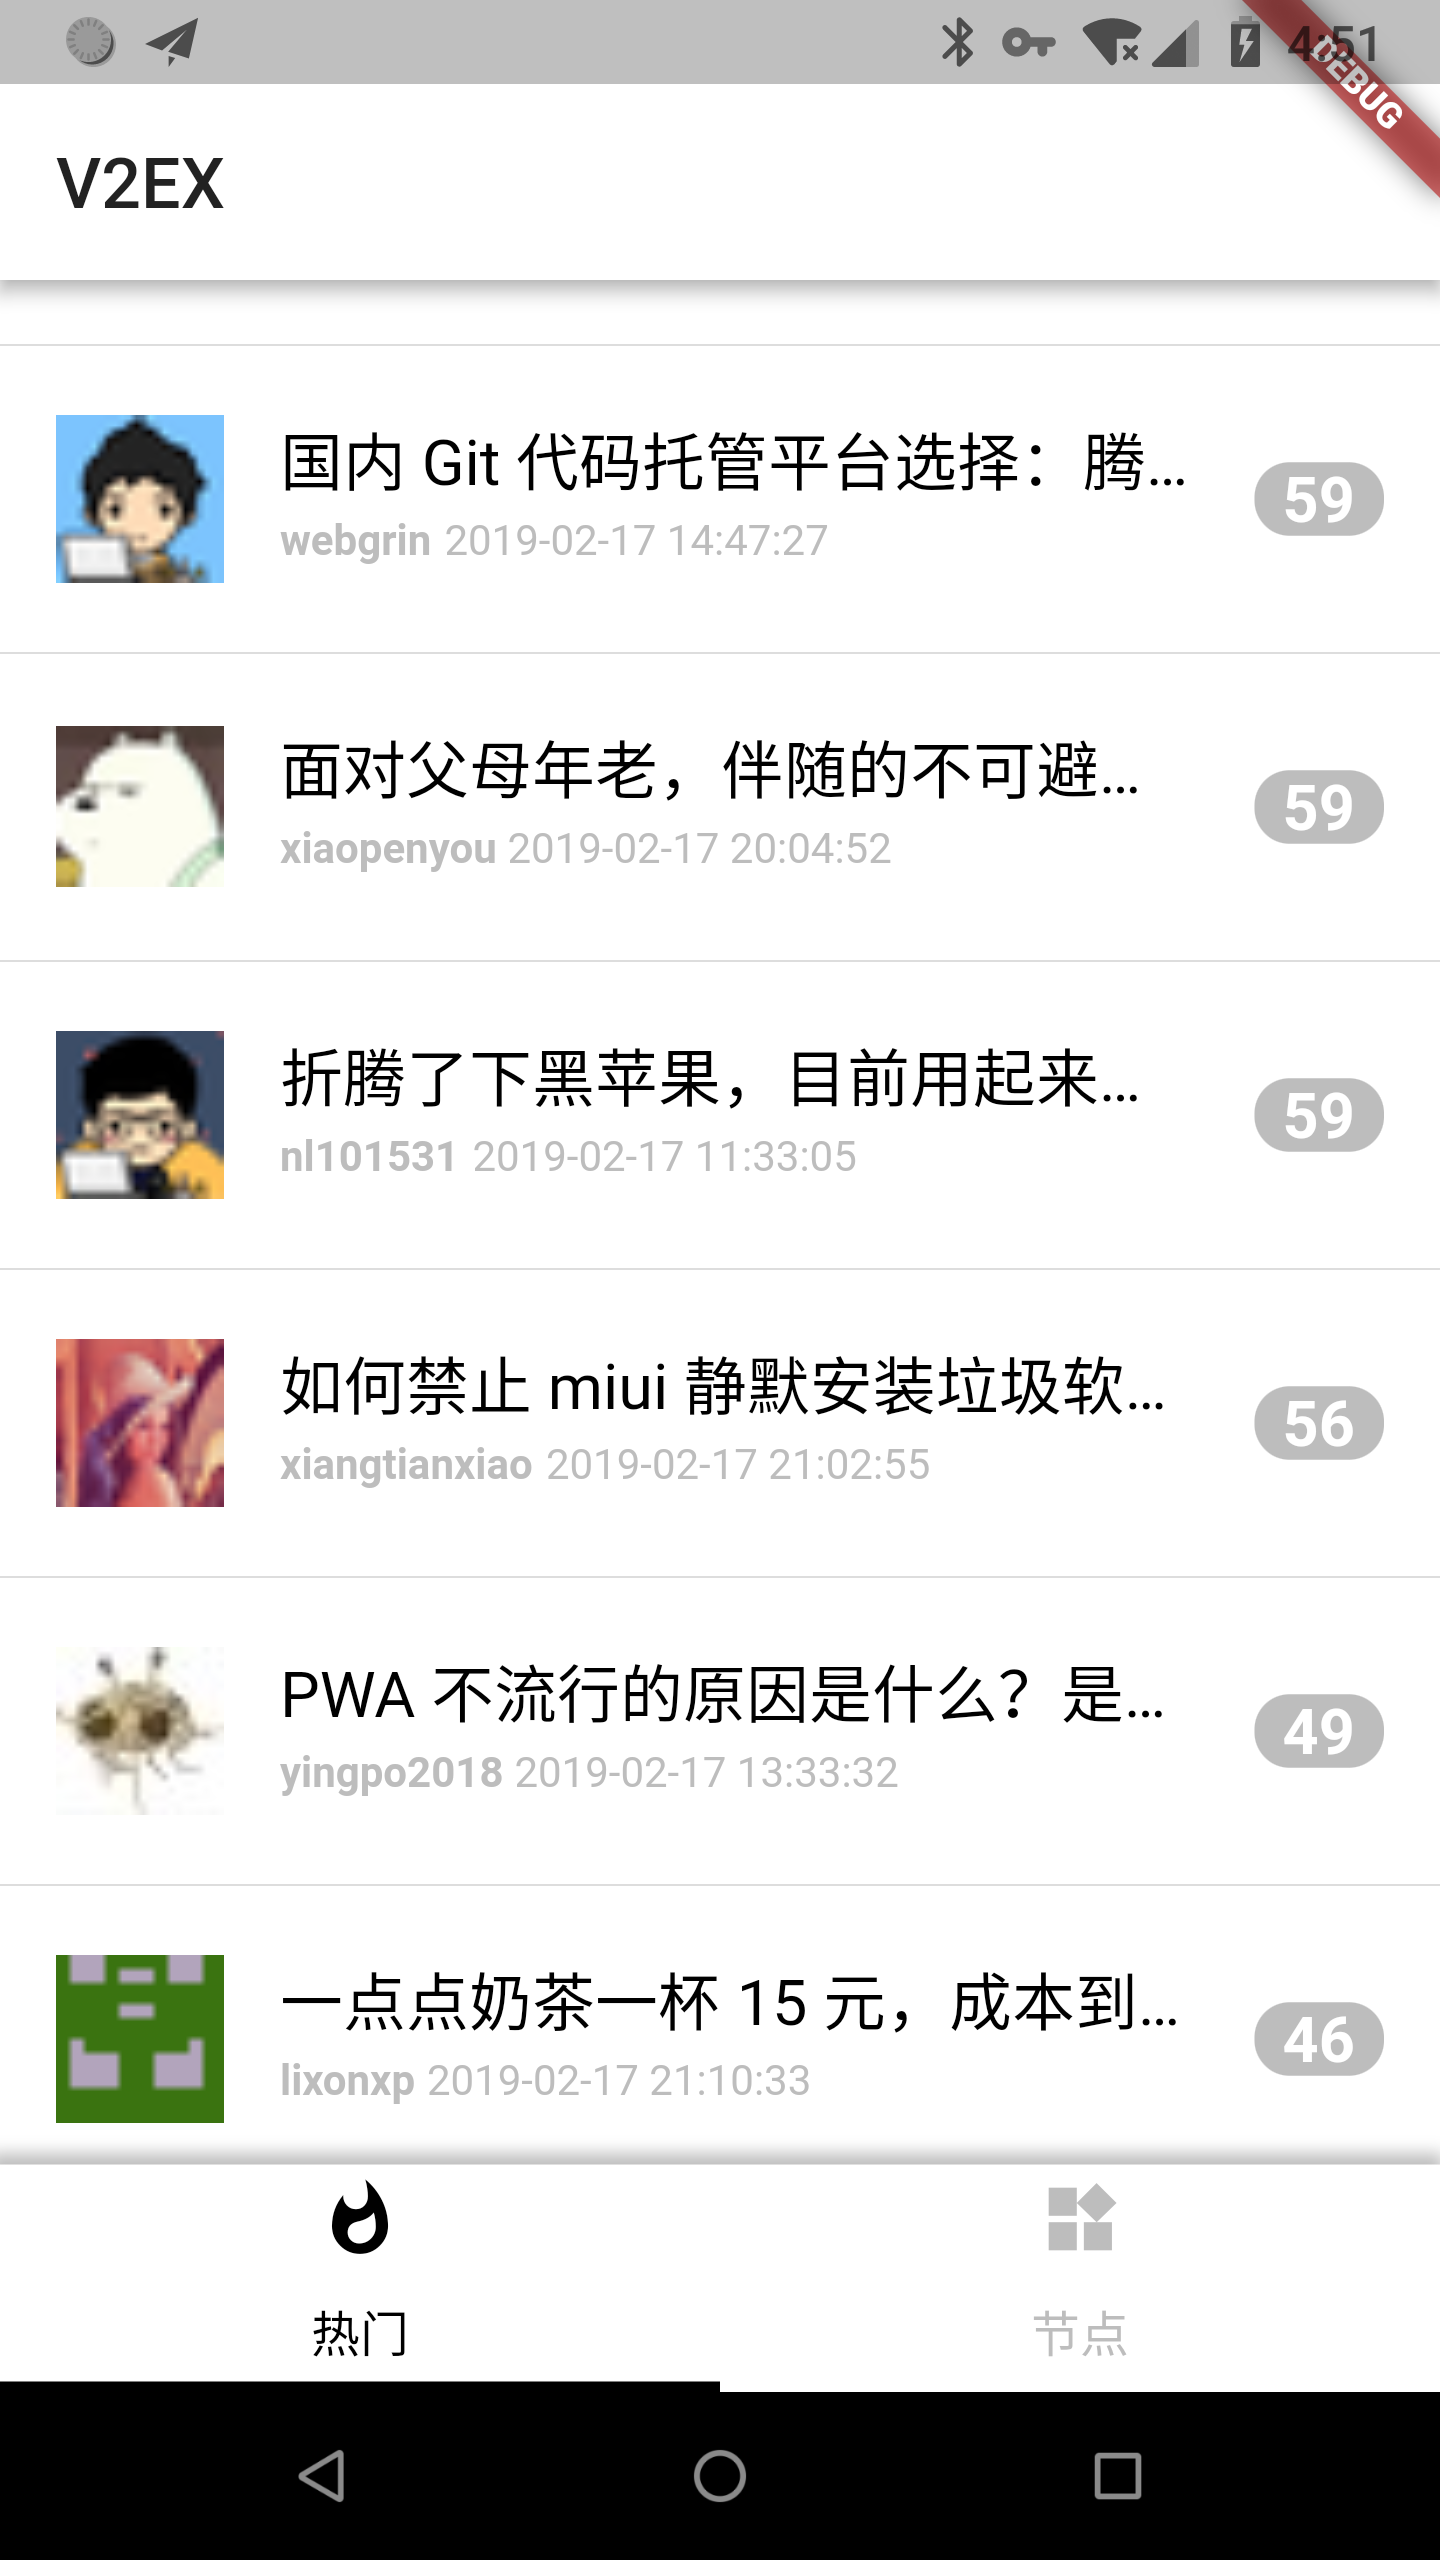 4:51
DEBUG
V2EX
国内 Git 代码托管平台选择：腾...
59
webgrin 2019-02-17 14:47:27
面对父母年老，伴随的不可避...
59
xiaopenyou 2019-02-17 20:04:52
折腾了下黑苹果，目前用起来...
59
nl101531 2019-02-17 11:33:05
如何禁止 miui 静默安装垃圾软...
56
xiangtianxiao 2019-02-17 21:02:55
PWA 不流行的原因是什么？是...
49
yingpo2018 2019-02-17 13:33:32
一点点奶茶一杯 15 元，成本到...
46
lixonxp 2019-02-17 21:10:33
热门
节点